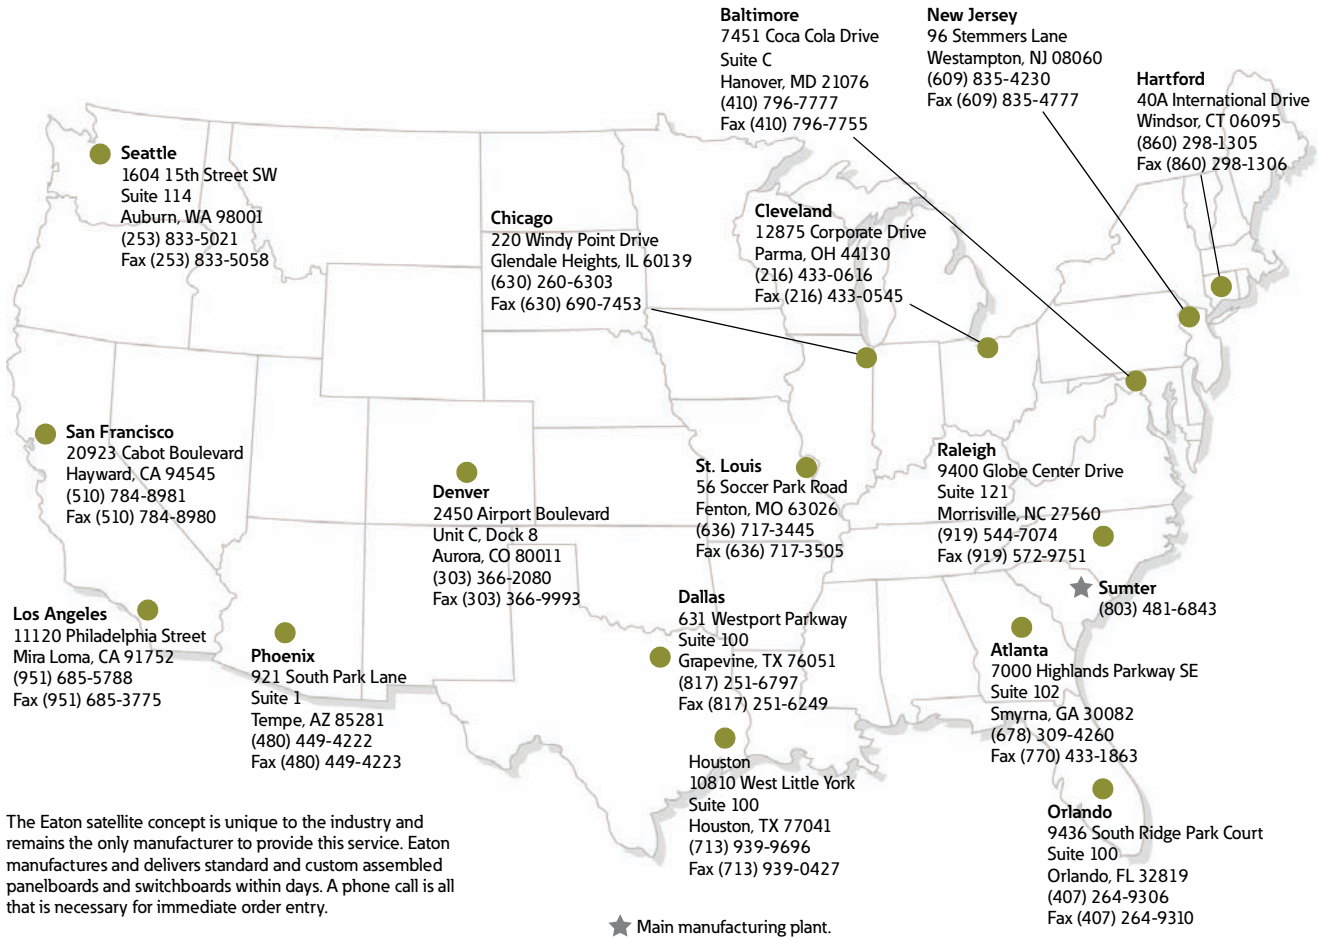 Baltimore
7451 Coca Cola Drive
Suite C
Hanover, MD 21076
(410) 796-7777
Fax (410) 796-7755
New Jersey
96 Stemmers Lane
Westampton, NJ 08060
(609) 835-4230
Fax (609) 835-4777
Hartford
40A International Drive
Windsor, CT 06095
(860) 298-1305
Fax (860) 298-1306
Seattle
1604 15th Street SW
Suite 114
Auburn, WA 98001
(253) 833-5021
Fax (253) 833-5058
Chicago
220 Windy Point Drive
Glendale Heights, IL 60139
(630) 260-6303
Fax (630) 690-7453
Cleveland
12875 Corporate Drive
Parma, OH 44130
(216) 433-0616
Fax (216) 433-0545
San Francisco
20923 Cabot Boulevard
Hayward, CA 94545
(510) 784-8981
Fax (510) 784-8980
Denver
2450 Airport Boulevard
Unit C, Dock 8
Aurora, CO 80011
(303) 366-2080
Fax (303) 366-9993
St. Louis
56 Soccer Park Road
Fenton, MO 63026
(636) 717-3445
Fax (636) 717-3505
Raleigh
9400 Globe Center Drive
Suite 121
Morrisville, NC 27560
(919) 544-7074
Fax (919) 572-9751
Sumter
(803) 481-6843
Los Angeles
11120 Philadelphia Street
Mira Loma, CA 91752
(951) 685-5788
Fax (951) 685-3775
Phoenix
921 South Park Lane
Suite 1
Tempe, AZ 85281
(480) 449-4222
Fax (480) 449-4223
Dallas
631 Westport Parkway
Suite 100
Grapevine, TX 76051
(817) 251-6797
Fax (817) 251-6249
Atlanta
7000 Highlands Parkway SE
Suite 102
Smyrna, GA 30082
(678) 309-4260
Fax (770) 433-1863
Houston
10810 West Little York
Suite 100
Houston, TX 77041
(713) 939-9696
Fax (713) 939-0427
Orlando
9436 South Ridge Park Court
Suite 100
Orlando, FL 32819
(407) 264-9306
Fax (407) 264-9310
The Eaton satellite concept is unique to the industry and
remains the only manufacturer to provide this service. Eaton
manufactures and delivers standard and custom assembled
panelboards and switchboards within days. A phone call is all
that is necessary for immediate order entry.
Main manufacturing plant.